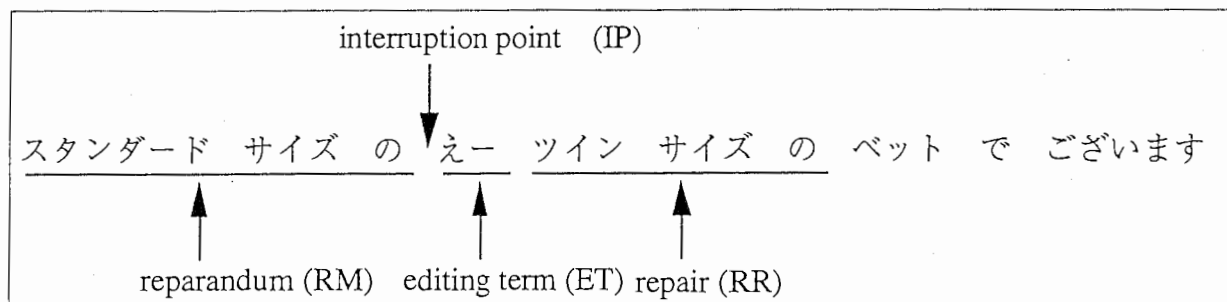 interruption point (IP)
スタンダード サイズ の えー ツイン サイズ の ベット で ございます
reparandum (RM) editing term (ET) repair (RR)